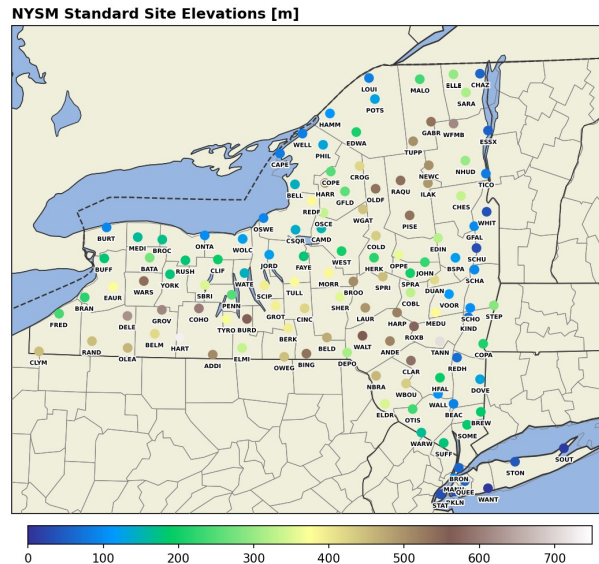 NYSM Standard Site Elevations [m]
LOUI
MALO
ELLE
CHAZ
SARA
POTS
HAMM
GABR
WFMB
ESSX
WELL
EDWA
PHIL
TUPP
CAPE
CROG
NEWC
NHUD
TICO
BELL
COPE
HARR
GFLD
OLDF
RAQU
ILAK
REDF
WGAT
CHES
WHIT
OSWE
OSCE
PISE
GFAL
BURT
MEDI
BROC
ONTA
WOLC
CSQR
CAMD
COLD
EDIN
SCHU
BUFF
BATA
RUSH
CLIF
JORD
FAYE
WEST
HERK
OPPE
JOHN
BSPA
SCHA
EAUR
WARS
YORK
SBRI
WATE
SCIP
TULL
MORR
BROO
SPRI
SPRA
DUAN
BRAN
PENN
GROT
CINC
SHER
COBL
VOOR
STEP
FRED
DELE
GROV
COHO
TYRO
BURD
BERK
LAUR
HARP
MEDU
SCHO
KIND
CLYM
RAND
OLEA
BELM
HART
ADDI
ELMI
OWEG
BING
BELD
DEPO
WALT
ANDE
ROXB
TANN
REDH
COPA
NBRA
CLAR
WBOU
HFAL
DOVE
ELDR
OTIS
WALL
BEAC
BREW
WARW
SUFF
SOME
SOUT
STON
BRON
QUEE
WANT
STAT
BKLN
0
100
200
300
400
500
600
700